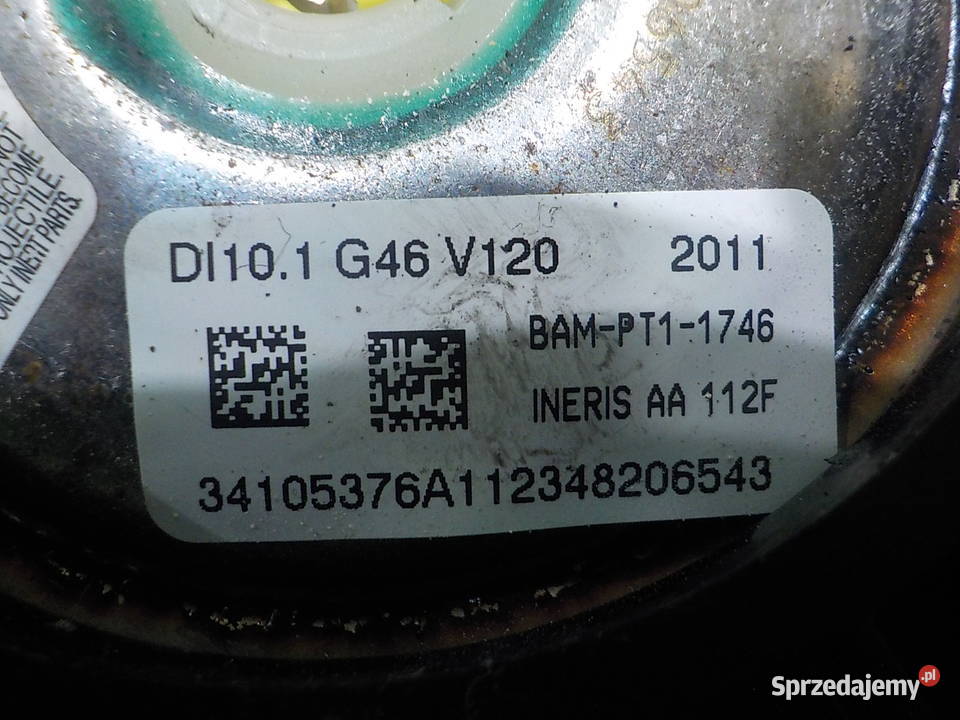 NOT
BECOME
PROJECTILE.
ONLY INERT PARTS.
DI10.1 G46 V120 2011
BAM-PT1-1746
INERIS AA 112F
34105376A112348206543
Sprzedajemy.pl